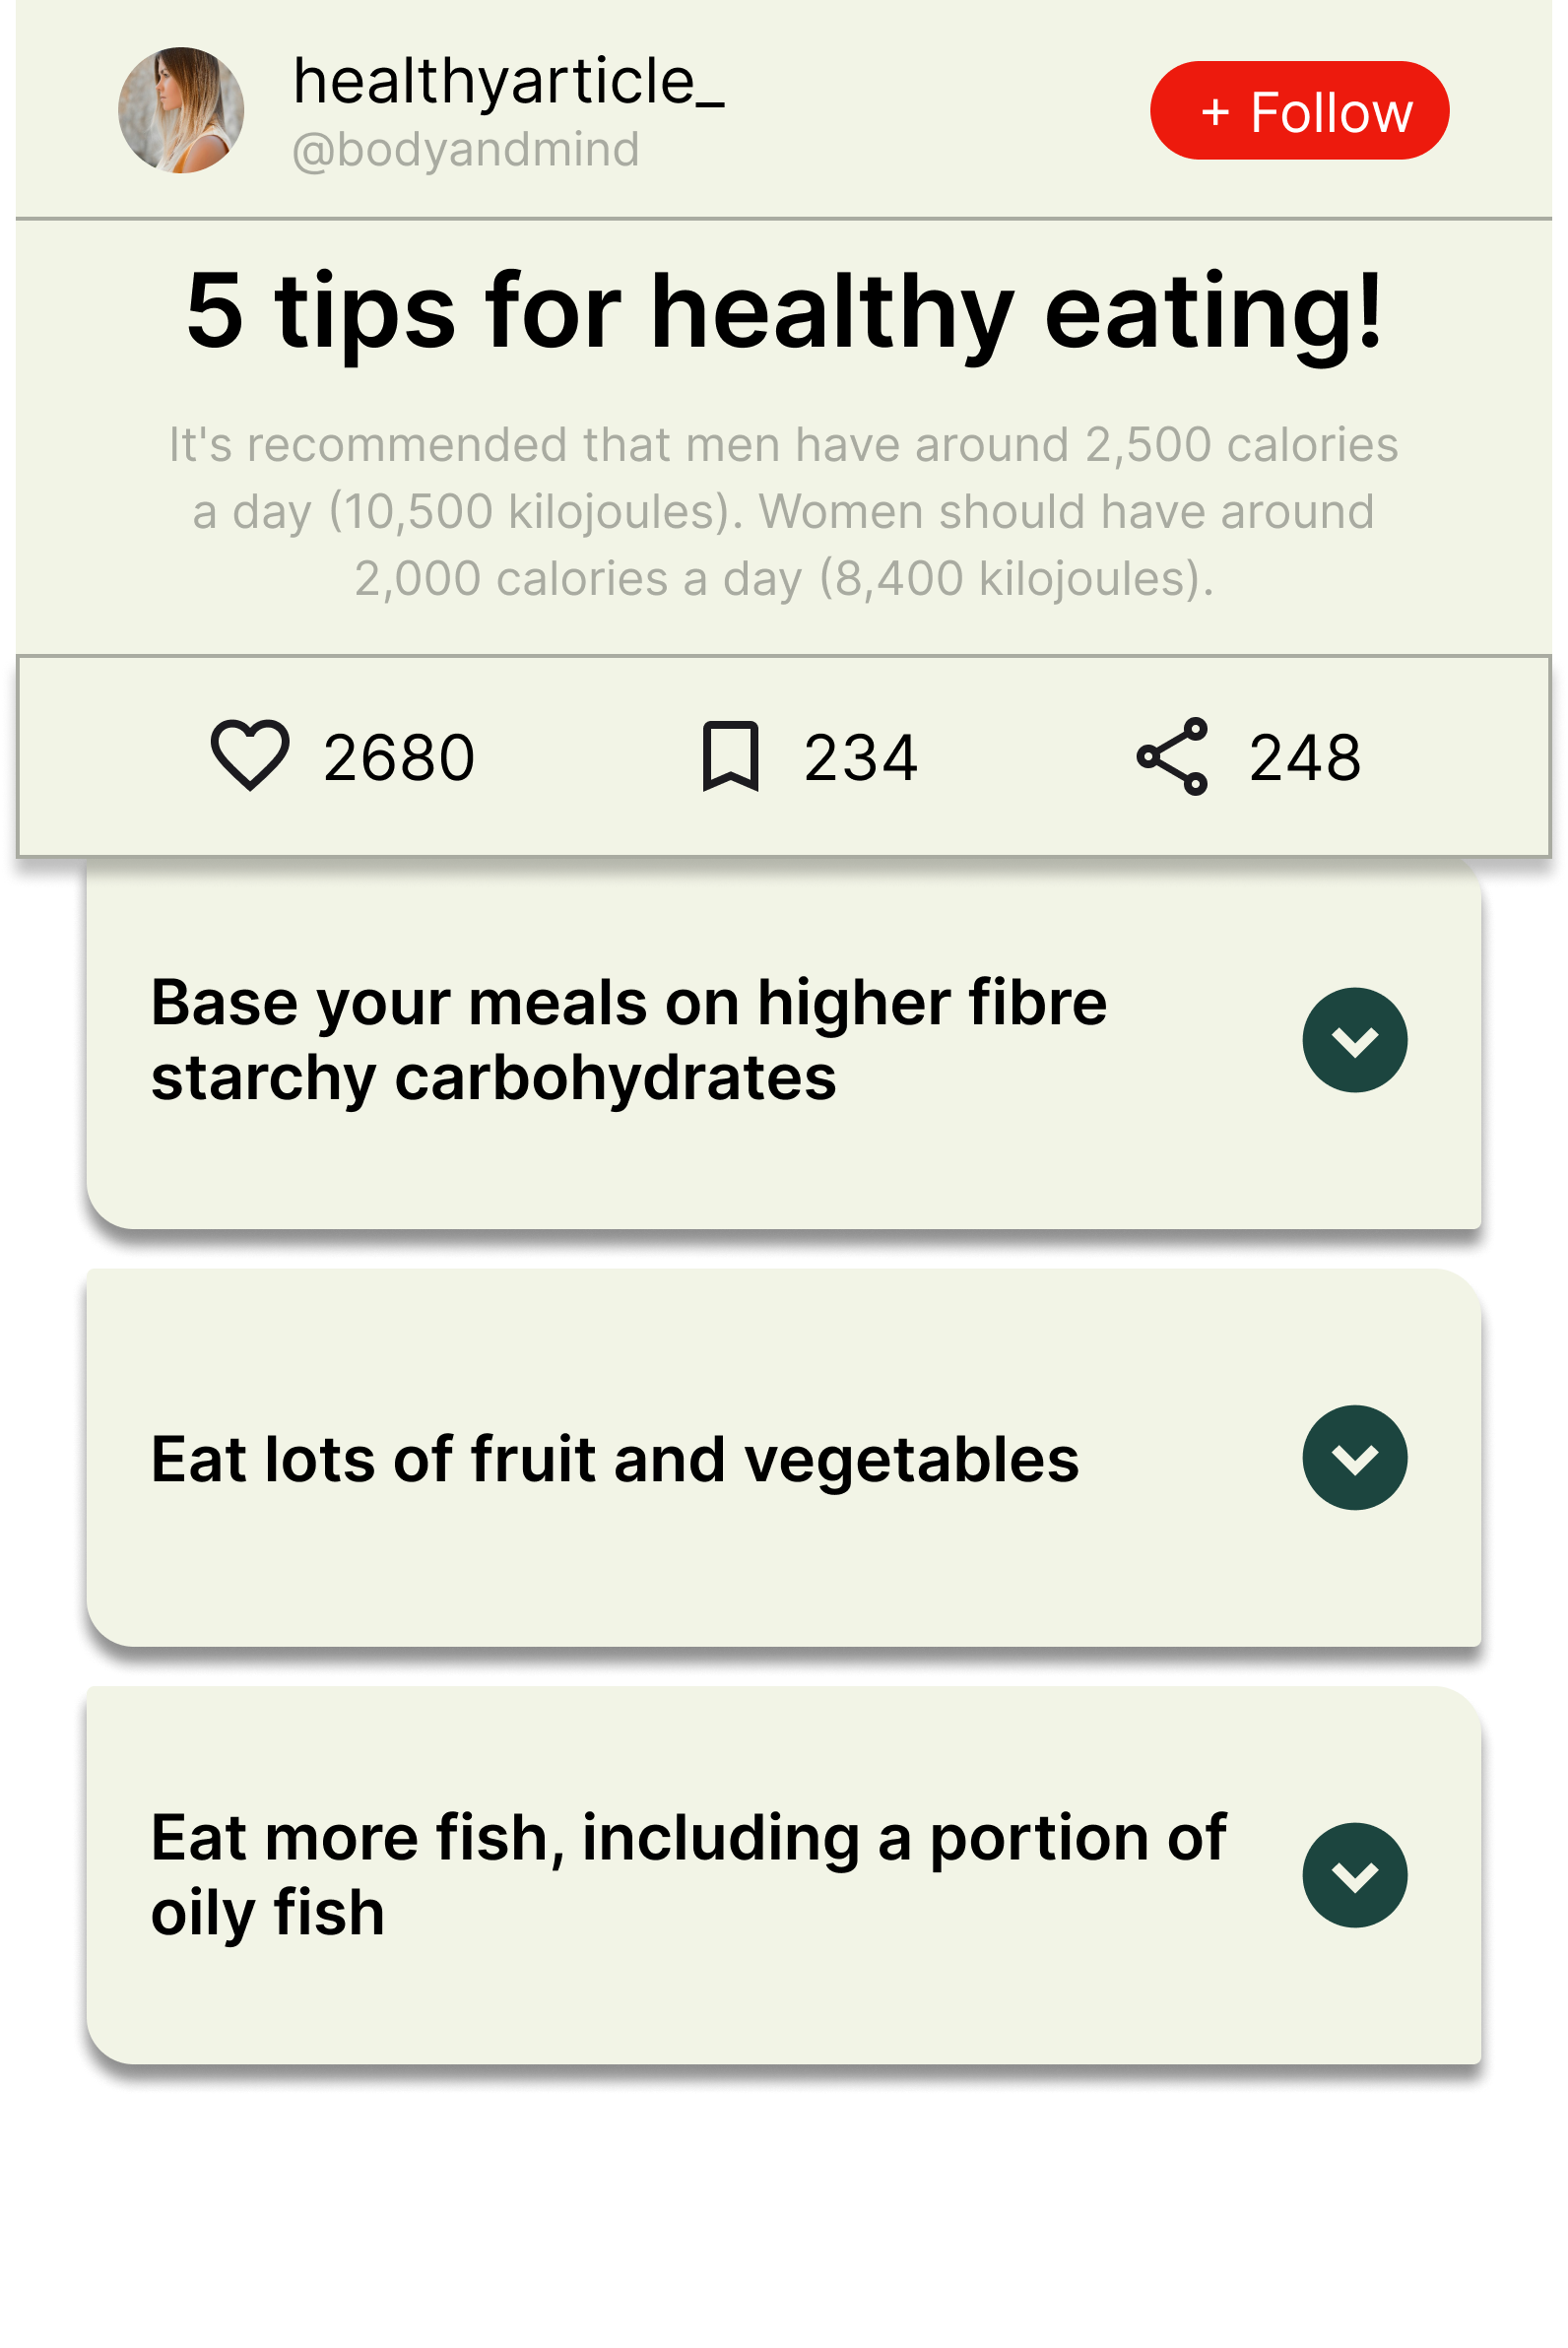 healthyarticle_
@bodyandmind
+ Follow
5 tips for healthy eating!
It's recommended that men have around 2,500 calories
a day (10,500 kilojoules). Women should have around
2,000 calories a day (8,400 kilojoules).
2680
234
248
Base your meals on higher fibre
starchy carbohydrates
Eat lots of fruit and vegetables
Eat more fish, including a portion of
oily fish